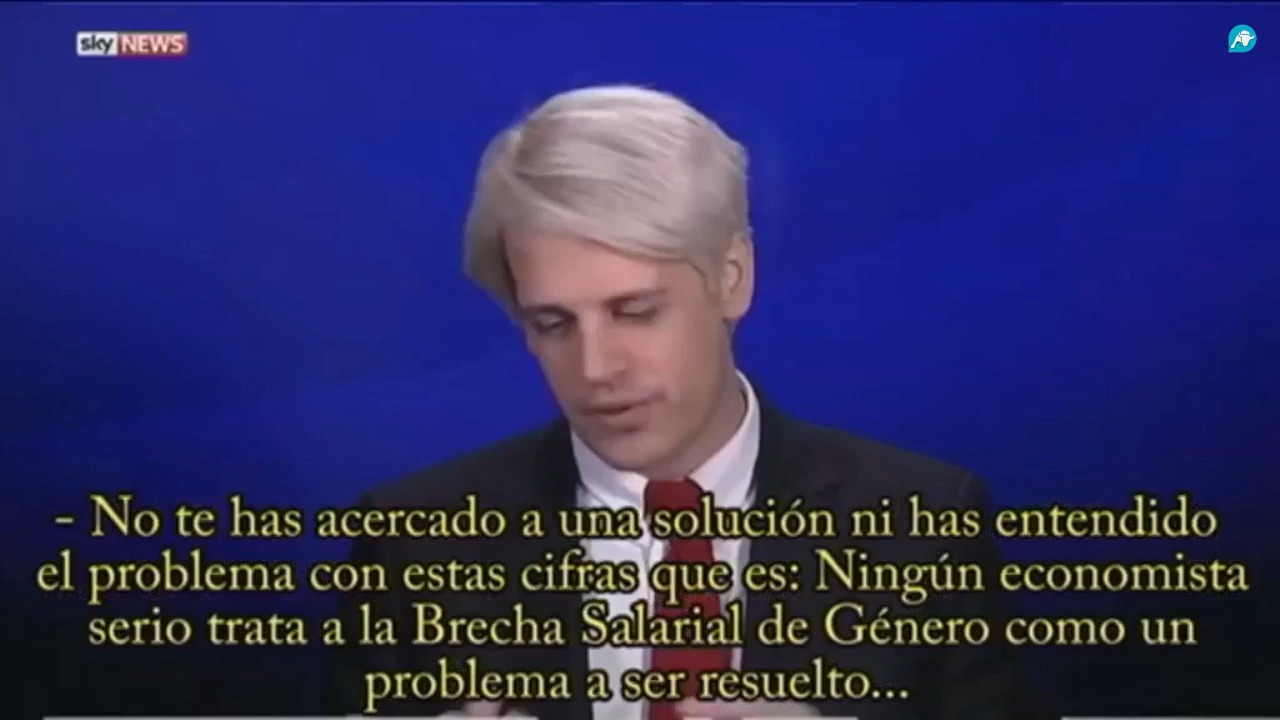 sky NEWS
- No te has acercado a una solución ni has entendido
el problema con estas cifras que es: Ningún economista
serio trata a la Brecha Salarial de Género como un
problema a ser resuelto...